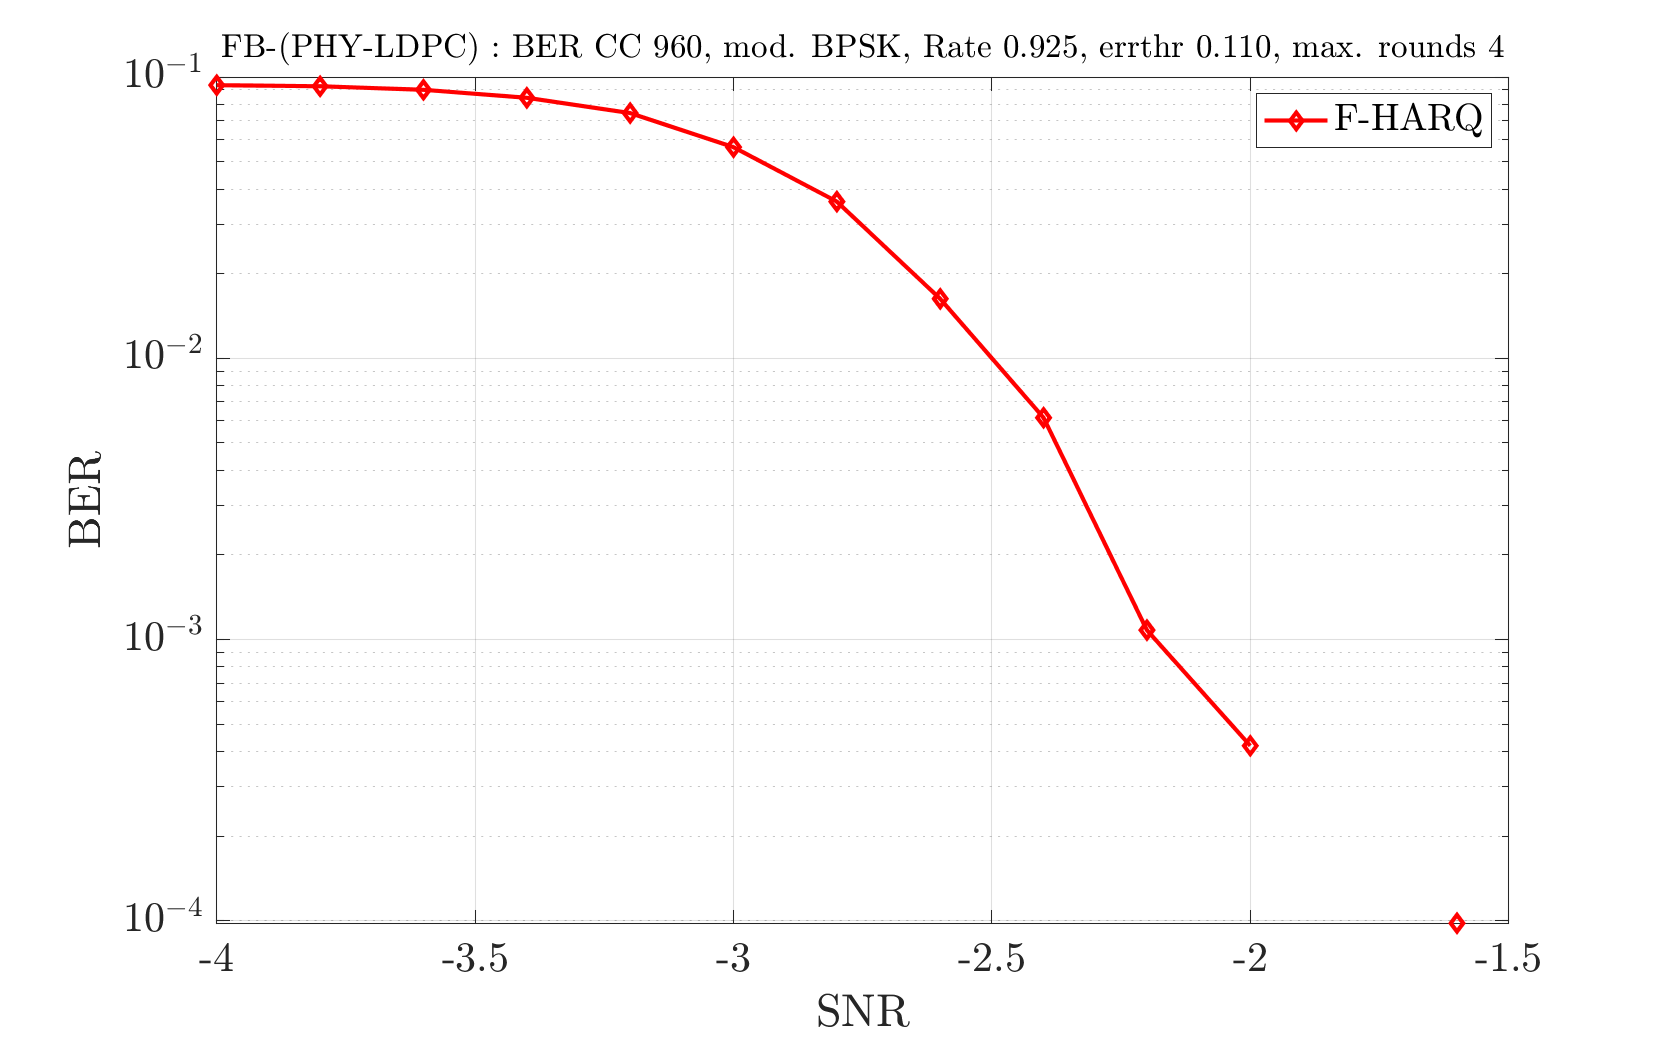 FB-(PHY-LDPC) : BER CC 960, mod. BPSK, Rate 0.925, errthr 0.110, max. rounds 4
10⁻¹
F-HARQ
10⁻²
BER
10⁻³
10⁻⁴
-4 -3.5 -3 -2.5 -2 -1.5
SNR